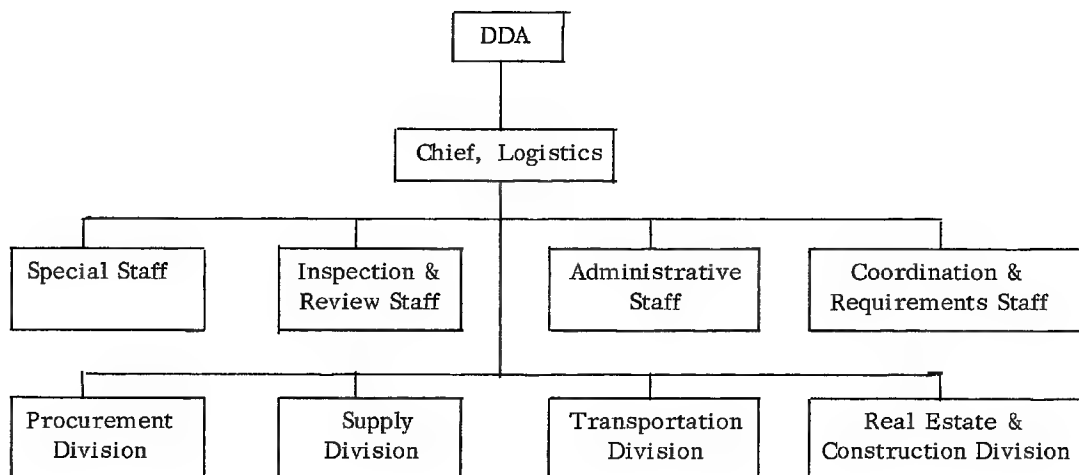 DDA
Chief, Logistics
Special Staff
Inspection &
Review Staff
Administrative
Staff
Coordination &
Requirements Staff
Procurement
Division
Supply
Division
Transportation
Division
Real Estate &
Construction Division